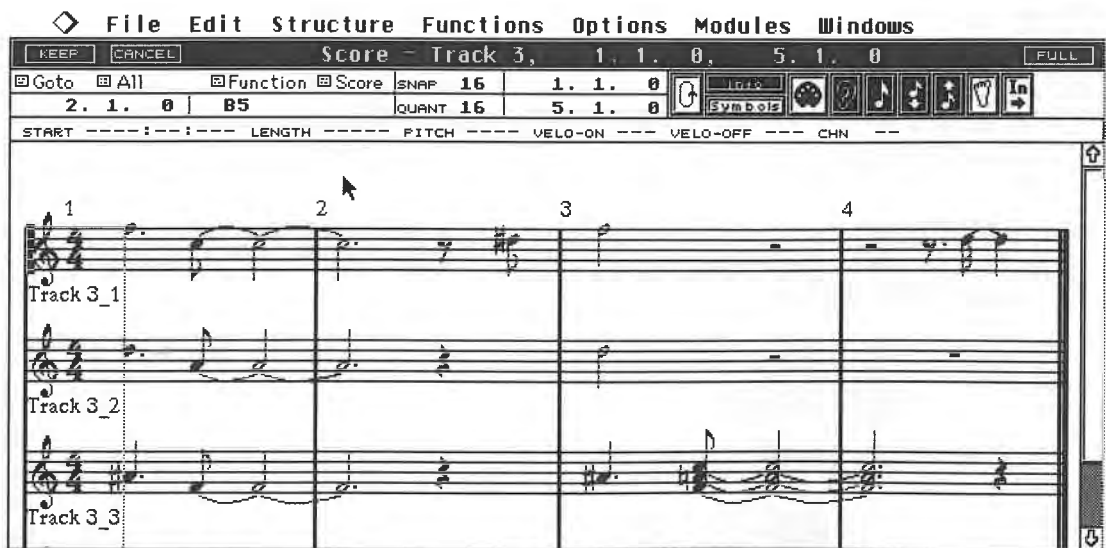 File Edit Structure Functions Options Modules Windows
KEEP CANCEL Score – Track 3, 1. 1. 0, 5. 1. 0 FULL
Goto All Function Score SNAP 16 1. 1. 0 Info In
2. 1. 0 B5 QUANT 16 5. 1. 0 Symbols
START ----:--:--- LENGTH ----- PITCH ---- VELO-ON --- VELO-OFF --- CHN --
1 2 3 4
Track 3_1
Track 3_2
Track 3_3